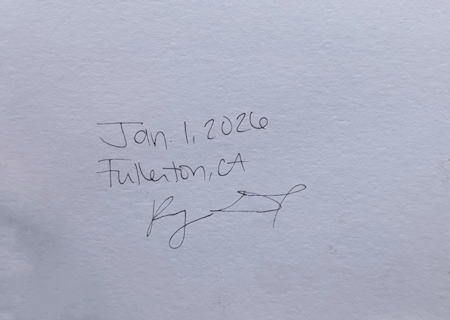 Jan. 1, 2026
Fullerton, CA